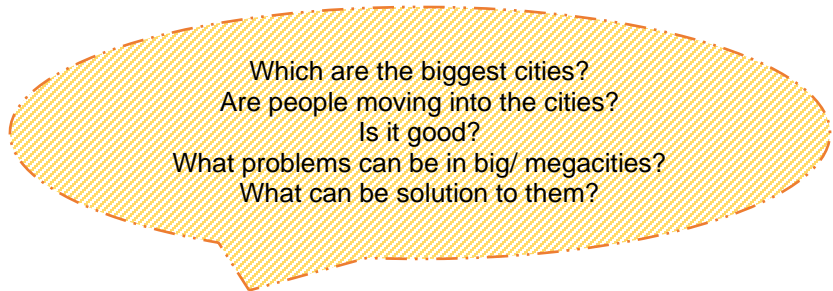 Which are the biggest cities?
Are people moving into the cities?
Is it good?
What problems can be in big/ megacities?
What can be solution to them?